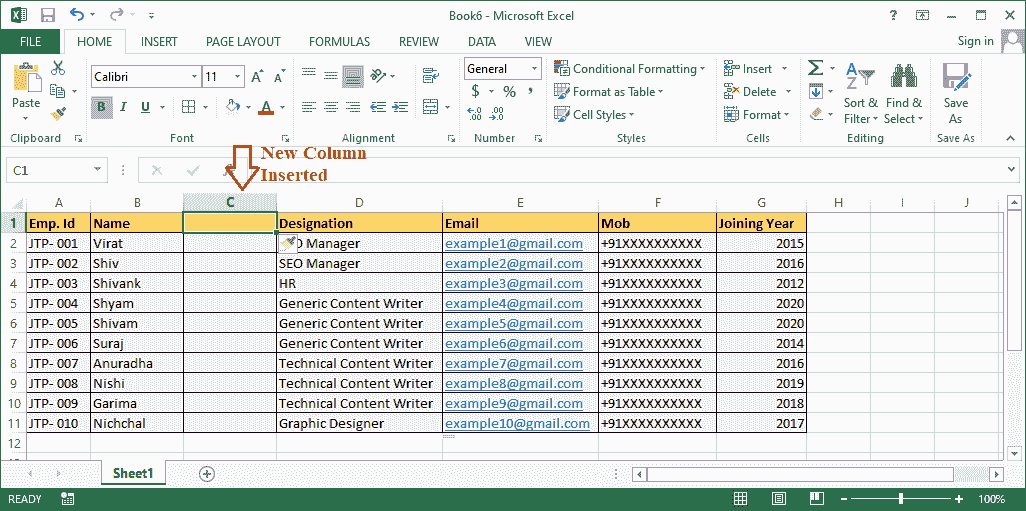 Book6 - Microsoft Excel
?
FILE HOME INSERT PAGE LAYOUT FORMULAS REVIEW DATA VIEW Sign in
Paste
Calibri 11 A A
B I U A
General
$ % ,
Conditional Formatting
Format as Table
Cell Styles
Insert
Delete
Format
Σ
Sort & Filter
Find & Select
Save As
Clipboard Font Alignment Number Styles Cells Editing Save As
New Column
Inserted
C1
A B C D E F G H I J
1 Emp. Id Name Designation Email Mob Joining Year
2 JTP- 001 Virat Manager example1@gmail.com +91XXXXXXXXXX 2015
3 JTP- 002 Shiv SEO Manager example2@gmail.com +91XXXXXXXXXX 2016
4 JTP- 003 Shivank HR example3@gmail.com +91XXXXXXXXXX 2012
5 JTP- 004 Shyam Generic Content Writer example4@gmail.com +91XXXXXXXXXX 2020
6 JTP- 005 Shivam Generic Content Writer example5@gmail.com +91XXXXXXXXXX 2020
7 JTP- 006 Suraj Generic Content Writer example6@gmail.com +91XXXXXXXXXX 2014
8 JTP- 007 Anuradha Technical Content Writer example7@gmail.com +91XXXXXXXXXX 2016
9 JTP- 008 Nishi Technical Content Writer example8@gmail.com +91XXXXXXXXXX 2019
10 JTP- 009 Garima Technical Content Writer example9@gmail.com +91XXXXXXXXXX 2018
11 JTP- 010 Nichchal Graphic Designer example10@gmail.com +91XXXXXXXXXX 2017
12
Sheet1
READY 100%